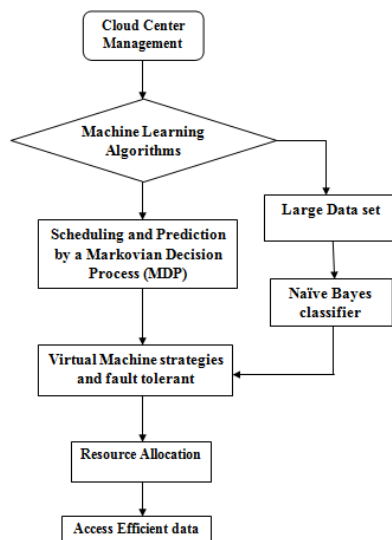 Cloud Center
Management
Machine Learning
Algorithms
Scheduling and Prediction
by a Markovian Decision
Process (MDP)
Large Data set
Naïve Bayes
classifier
Virtual Machine strategies
and fault tolerant
Resource Allocation
Access Efficient data